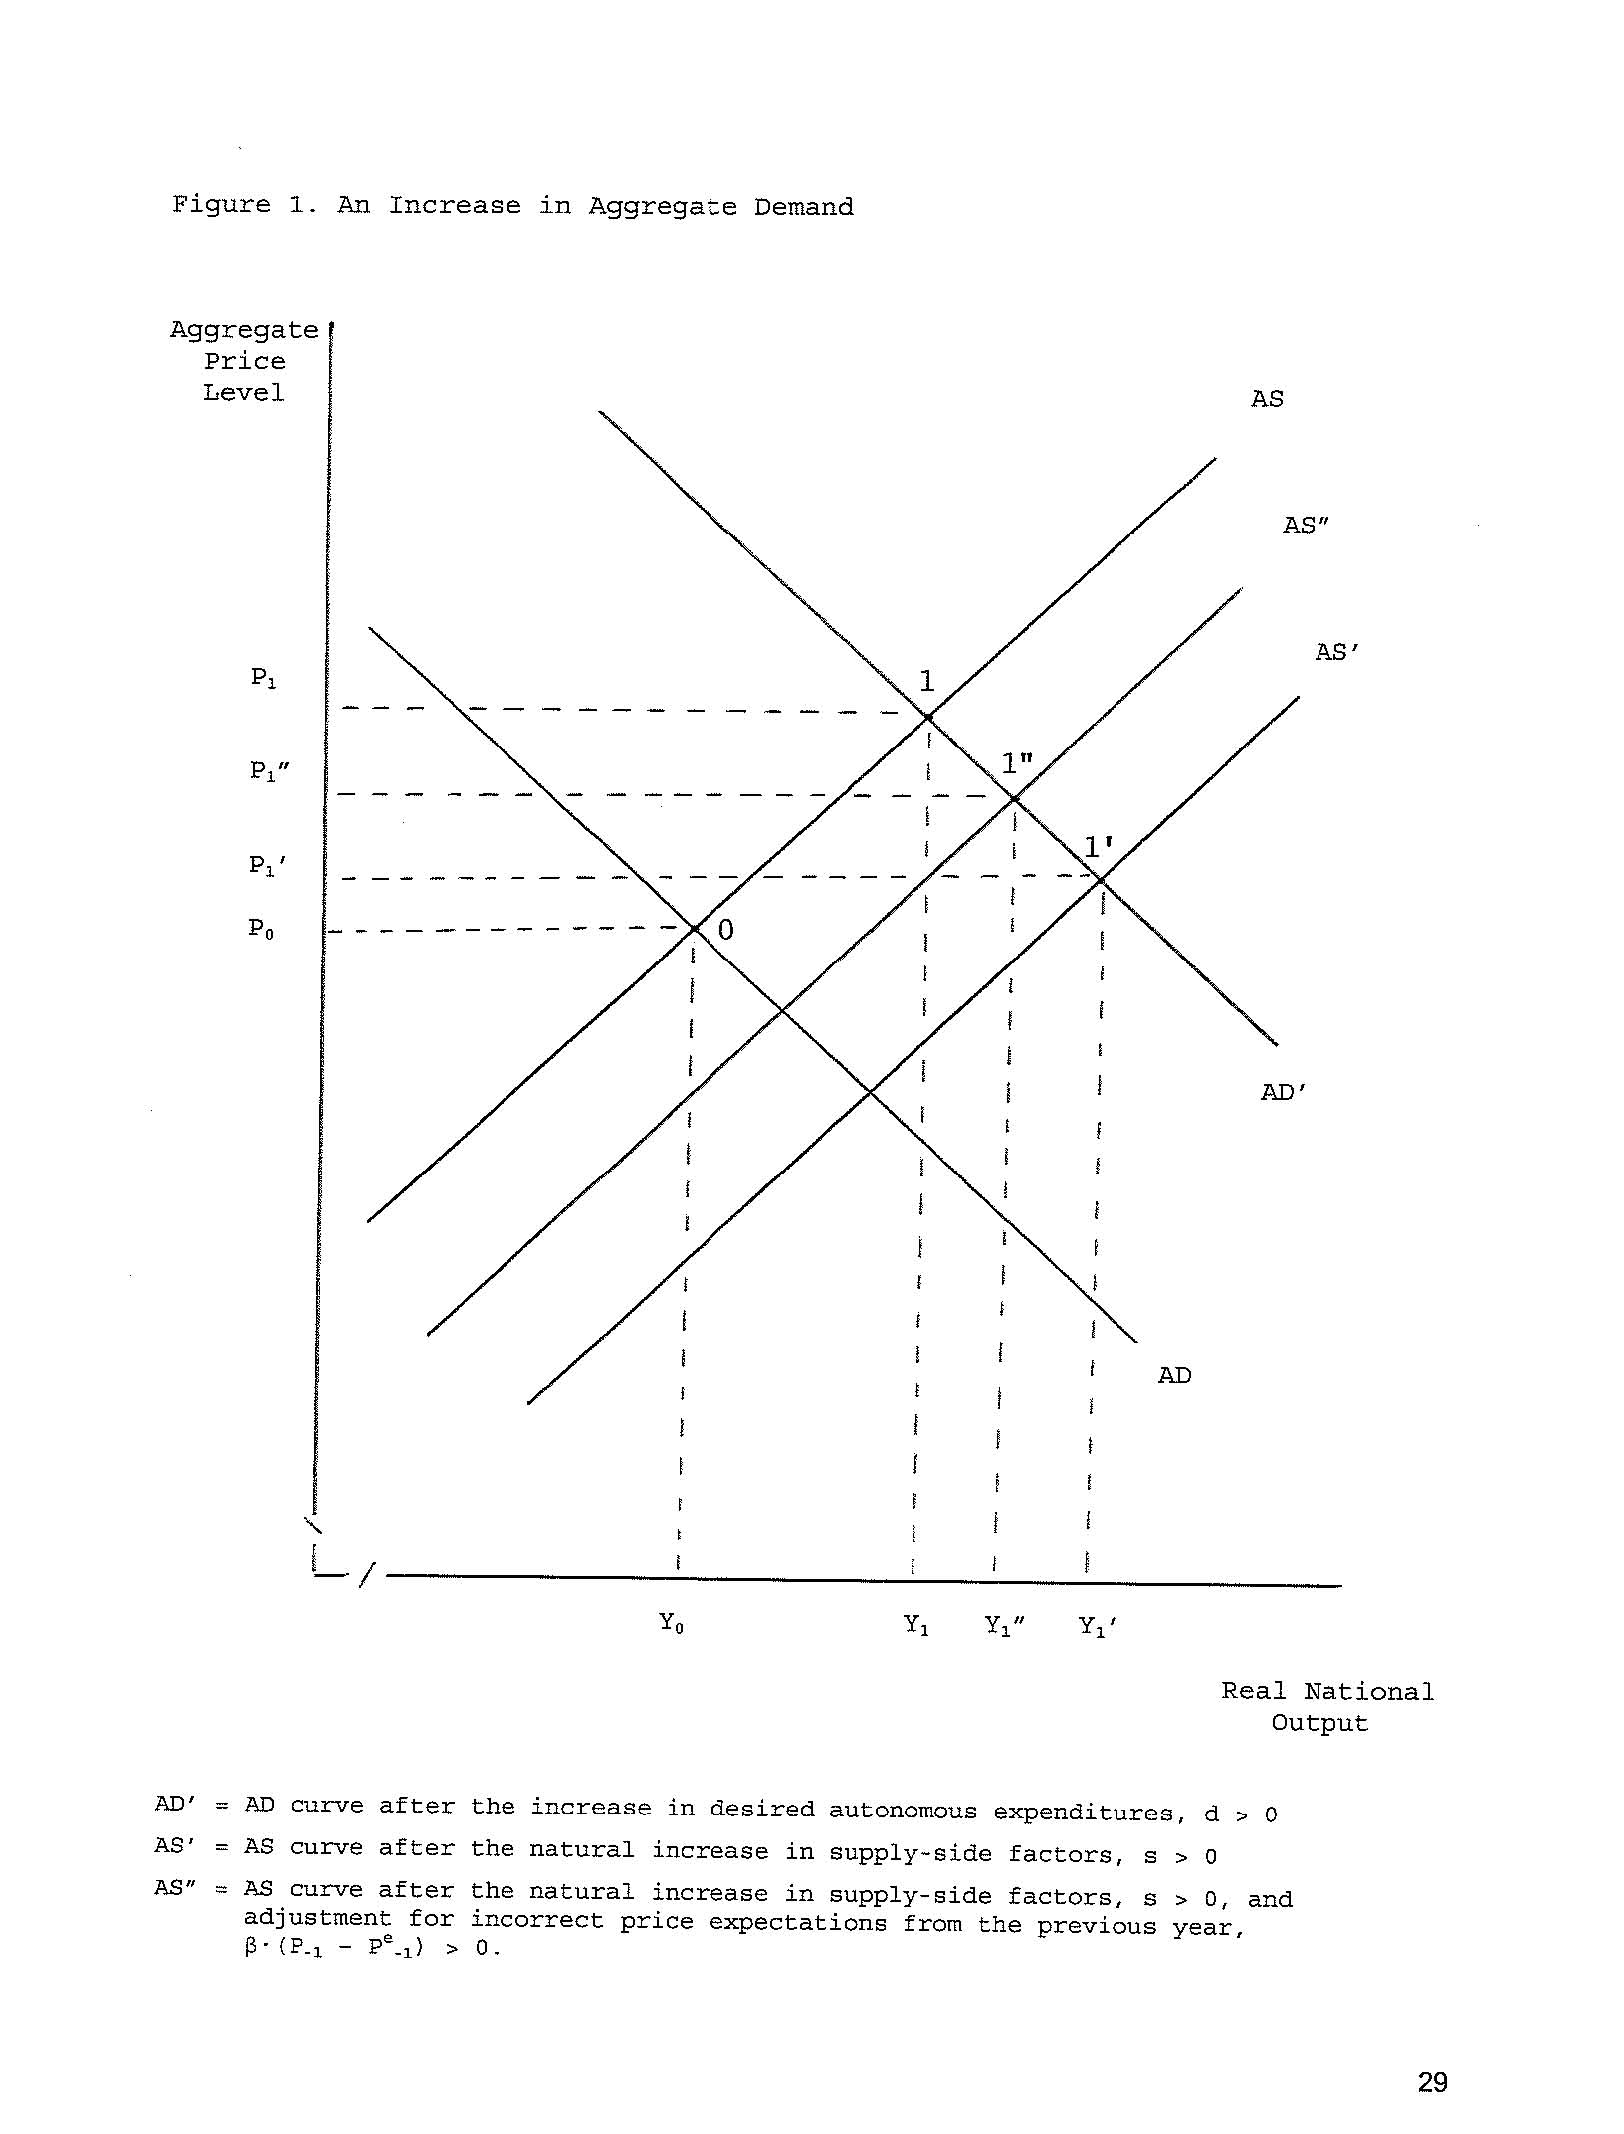 Figure 1. An Increase in Aggregate Demand
Aggregate
Price
Level
AS
AS"
AS'
P₁
1
P₁"
1"
P₁'
1'
P₀
0
AD'
AD
Y₀
Y₁
Y₁"
Y₁'
Real National
Output
AD' = AD curve after the increase in desired autonomous expenditures, d > 0
AS' = AS curve after the natural increase in supply-side factors, s > 0
AS" = AS curve after the natural increase in supply-side factors, s > 0, and
adjustment for incorrect price expectations from the previous year,
β·(P₋₁ - Pᵉ₋₁) > 0.
29